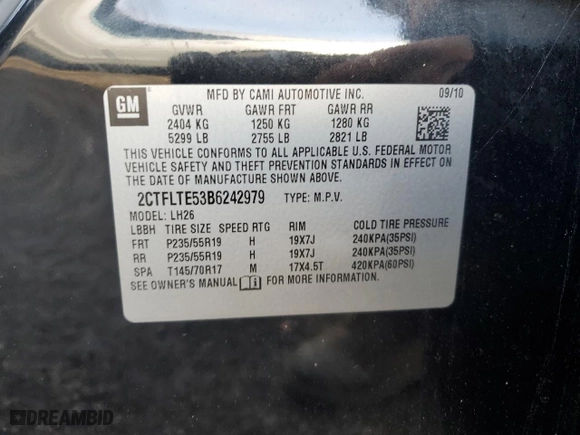 MFD BY CAMI AUTOMOTIVE INC. 09/10
GM
GVWR GAWR FRT GAWR RR
2404 KG 1250 KG 1280 KG
5299 LB 2755 LB 2821 LB
THIS VEHICLE CONFORMS TO ALL APPLICABLE U.S. FEDERAL MOTOR
VEHICLE SAFETY AND THEFT PREVENTION STANDARDS IN EFFECT ON
THE DATE OF MANUFACTURE SHOWN ABOVE.
2CTFLTE53B6242979 TYPE: M.P.V.
MODEL: LH26
LBBH TIRE SIZE SPEED RTG RIM COLD TIRE PRESSURE
FRT P235/55R19 H 19X7J 240KPA(35PSI)
RR P235/55R19 H 19X7J 240KPA(35PSI)
SPA T145/70R17 M 17X4.5T 420KPA(60PSI)
SEE OWNER'S MANUAL FOR MORE INFORMATION.
DREAMBID